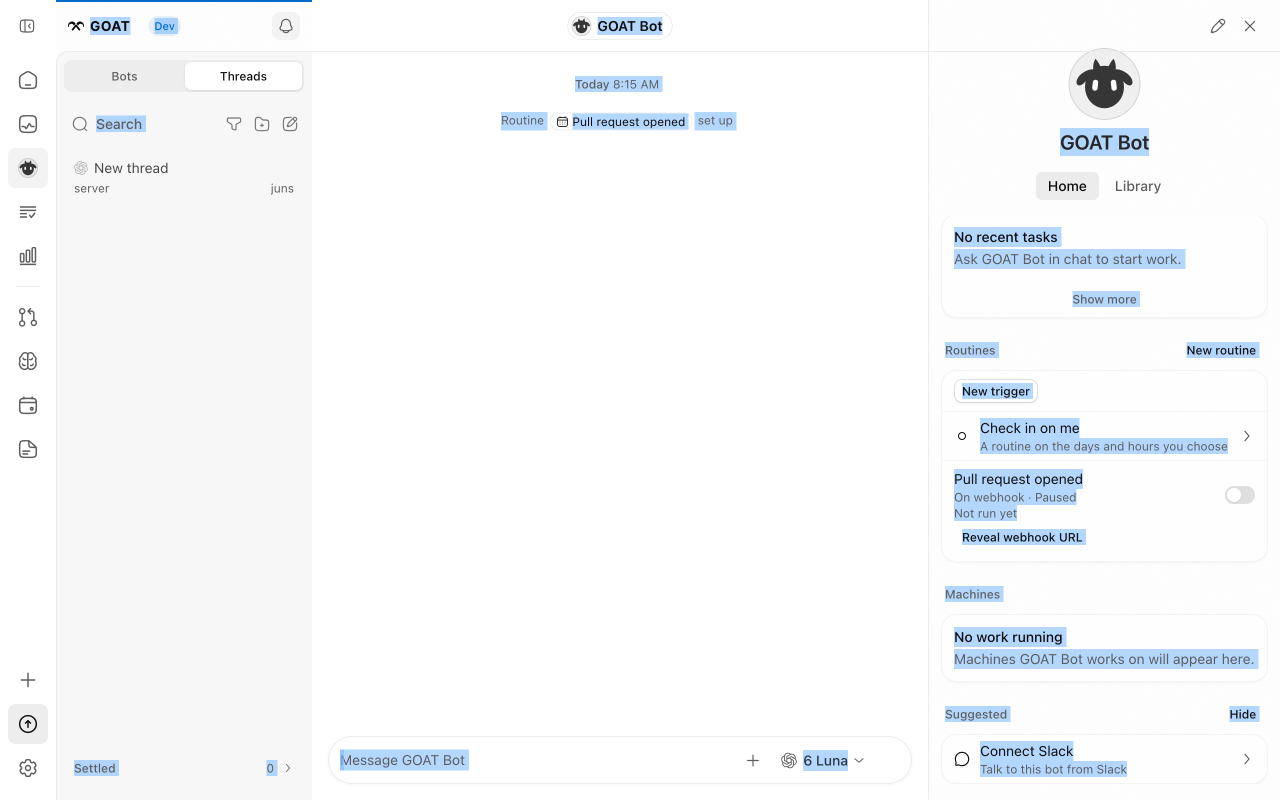 GOAT Dev
Bots Threads
Search
New thread
server juns
Settled 0
GOAT Bot
Today 8:15 AM
Routine Pull request opened set up
Message GOAT Bot 6 Luna
GOAT Bot
Home Library
No recent tasks
Ask GOAT Bot in chat to start work.
Show more
Routines New routine
New trigger
Check in on me
A routine on the days and hours you choose
Pull request opened
On webhook · Paused
Not run yet
Reveal webhook URL
Machines
No work running
Machines GOAT Bot works on will appear here.
Suggested Hide
Connect Slack
Talk to this bot from Slack